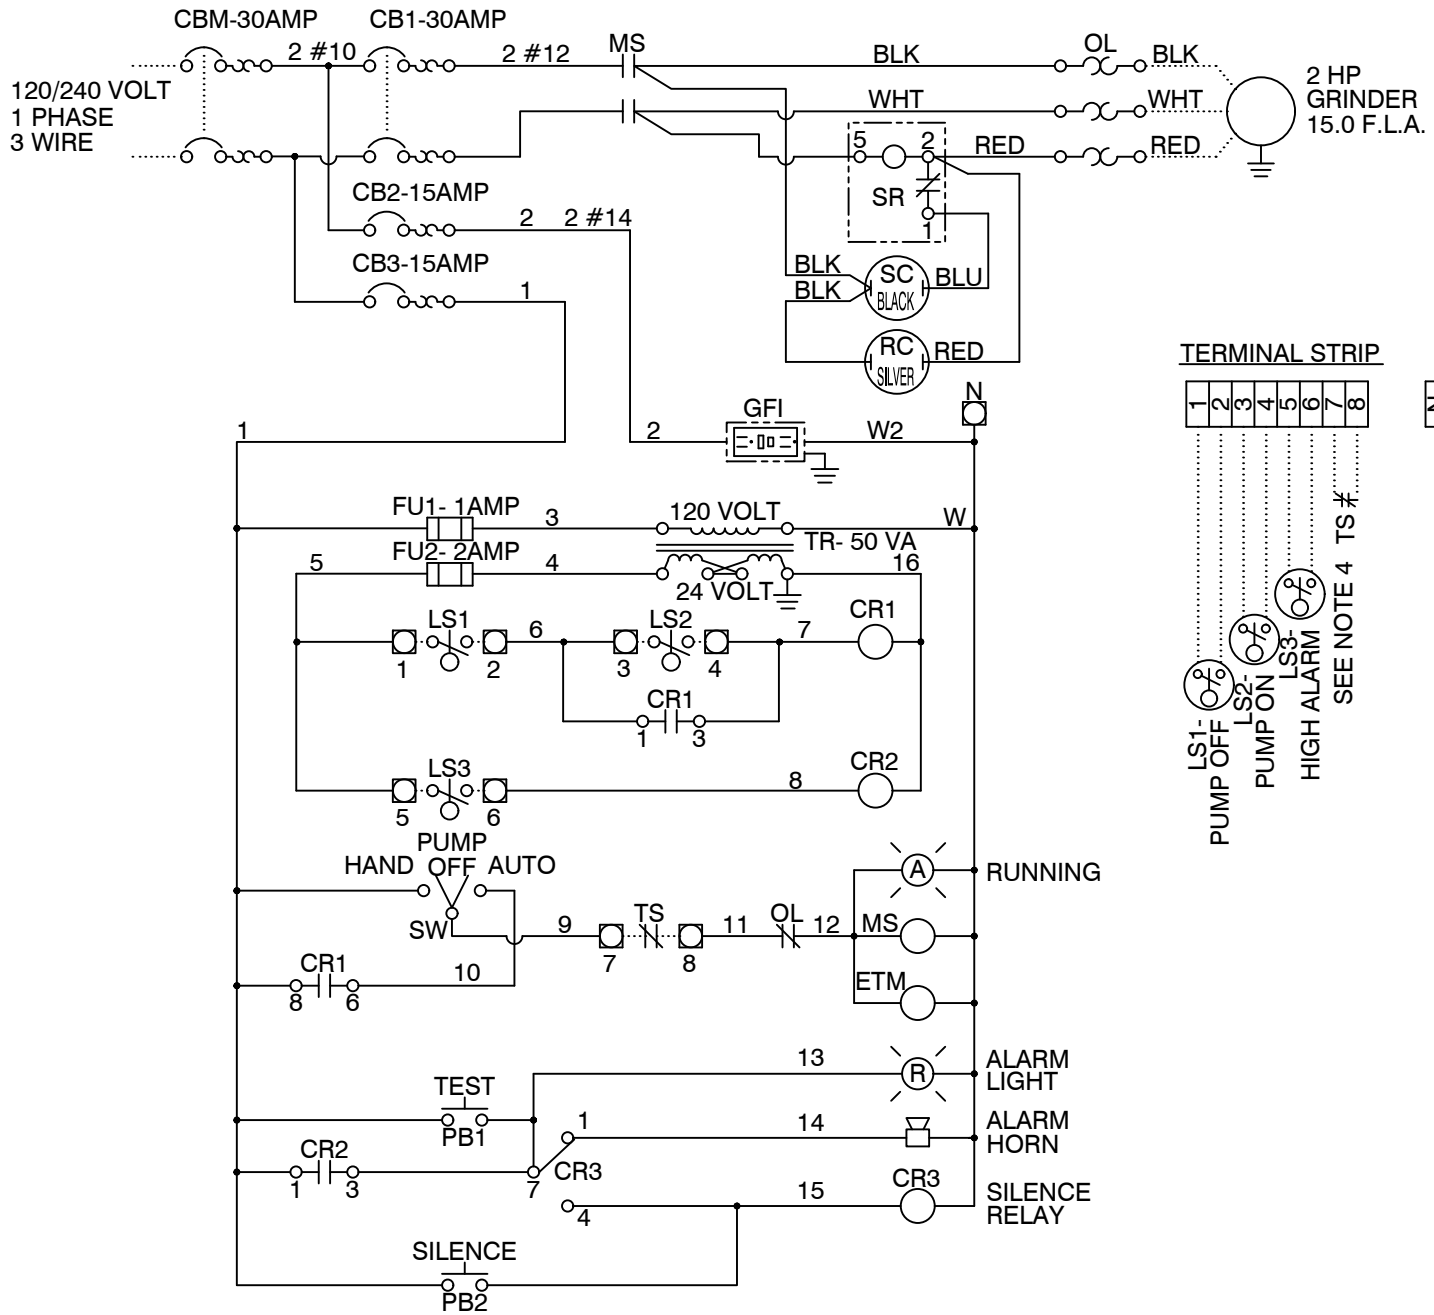 CBM-30AMP
CB1-30AMP
2 #10
2 #12
MS
BLK
OL
BLK
120/240 VOLT
1 PHASE
3 WIRE
2 HP
GRINDER
15.0 F.L.A.
WHT
WHT
5
2
RED
RED
SR
1
CB2-15AMP
2
2 #14
CB3-15AMP
1
BLK
BLK
SC
BLACK
BLU
RC
SILVER
RED
TERMINAL STRIP
1
2
3
4
5
6
7
8
N
LS1-
PUMP OFF
LS2-
PUMP ON
LS3-
HIGH ALARM
SEE NOTE 4
TS
N
GFI
1
2
W2
FU1- 1AMP
3
120 VOLT
W
FU2- 2AMP
TR- 50 VA
5
4
24 VOLT
16
LS1
6
LS2
7
CR1
1
2
3
4
CR1
1
3
LS3
8
CR2
5
6
PUMP
HAND
OFF
AUTO
A
RUNNING
SW
9
TS
11
OL
12
MS
7
8
CR1
10
8
6
ETM
13
R
ALARM
LIGHT
TEST
PB1
1
14
ALARM
HORN
CR2
1
3
7
CR3
4
15
CR3
SILENCE
RELAY
SILENCE
PB2